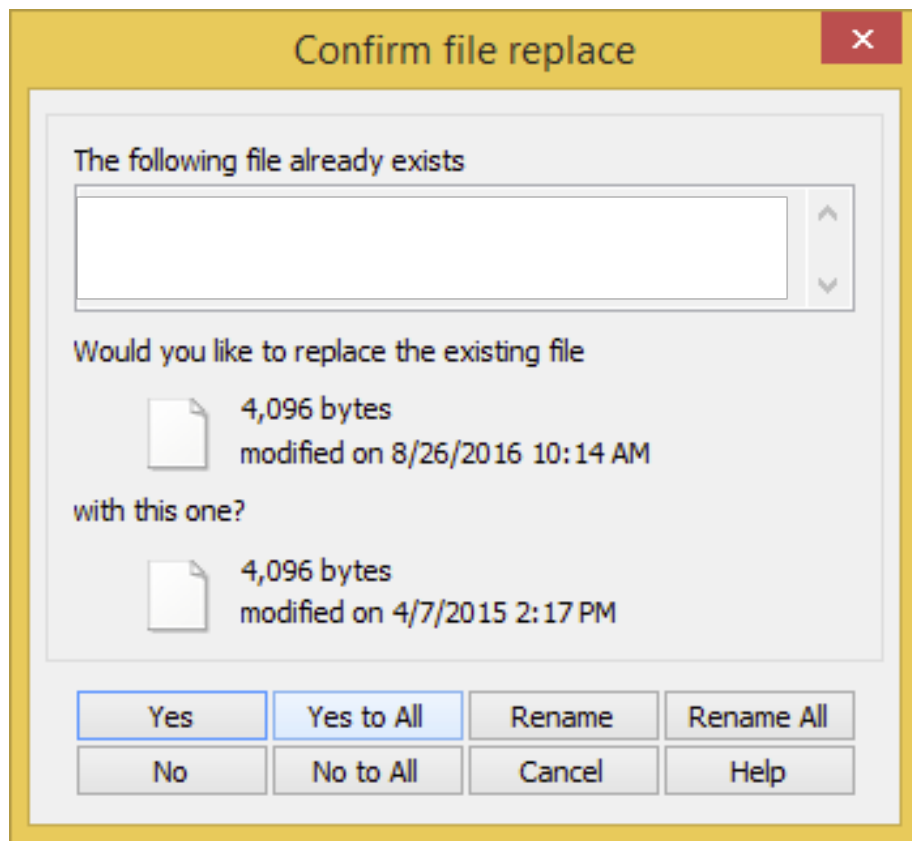 Confirm file replace
The following file already exists
Would you like to replace the existing file
4,096 bytes
modified on 8/26/2016 10:14 AM
with this one?
4,096 bytes
modified on 4/7/2015 2:17 PM
Yes Yes to All Rename Rename All
No No to All Cancel Help